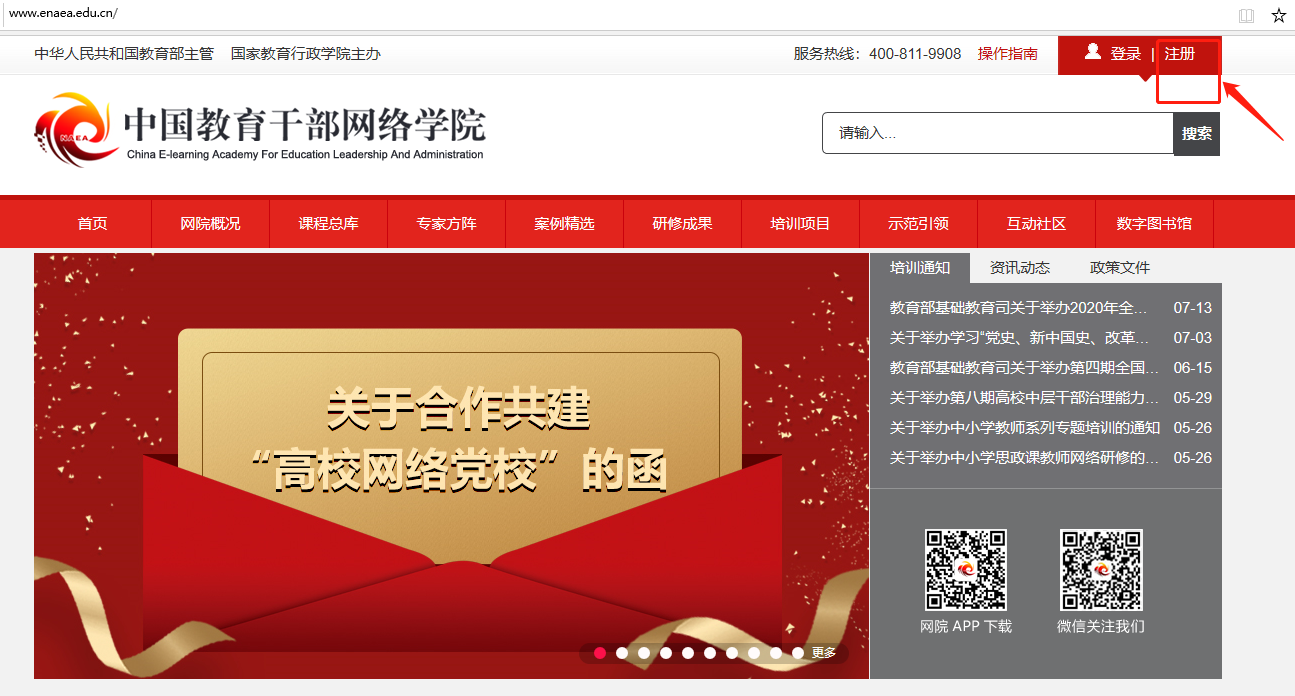 www.enaea.edu.cn/
中华人民共和国教育部主管 国家教育行政学院主办
服务热线：400-811-9908 操作指南
登录 | 注册
NAEA
中国教育干部网络学院
China E-learning Academy For Education Leadership And Administration
请输入...
搜索
首页 网院概况 课程总库 专家方阵 案例精选 研修成果 培训项目 示范引领 互动社区 数字图书馆
关于合作共建
“高校网络党校”的函
更多
培训通知 资讯动态 政策文件
教育部基础教育司关于举办2020年全... 07-13
关于举办学习“党史、新中国史、改革... 07-03
教育部基础教育司关于举办第四期全国... 06-15
关于举办第八期高校中层干部治理能力... 05-29
关于举办中小学教师系列专题培训的通知 05-26
关于举办中小学思政课教师网络研修的... 05-26
网院 APP 下载
微信关注我们